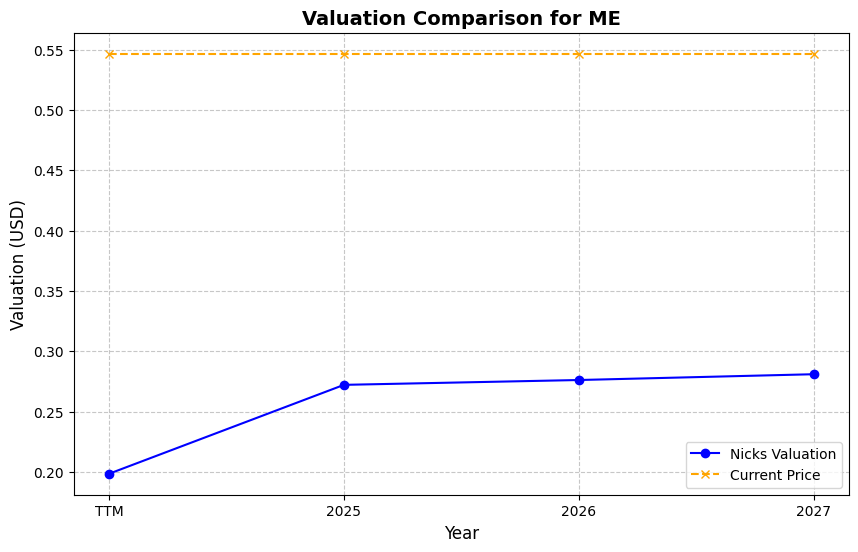 Valuation Comparison for ME
Valuation (USD)
0.55
0.50
0.45
0.40
0.35
0.30
0.25
0.20
TTM
2025
2026
2027
Year
Nicks Valuation
Current Price